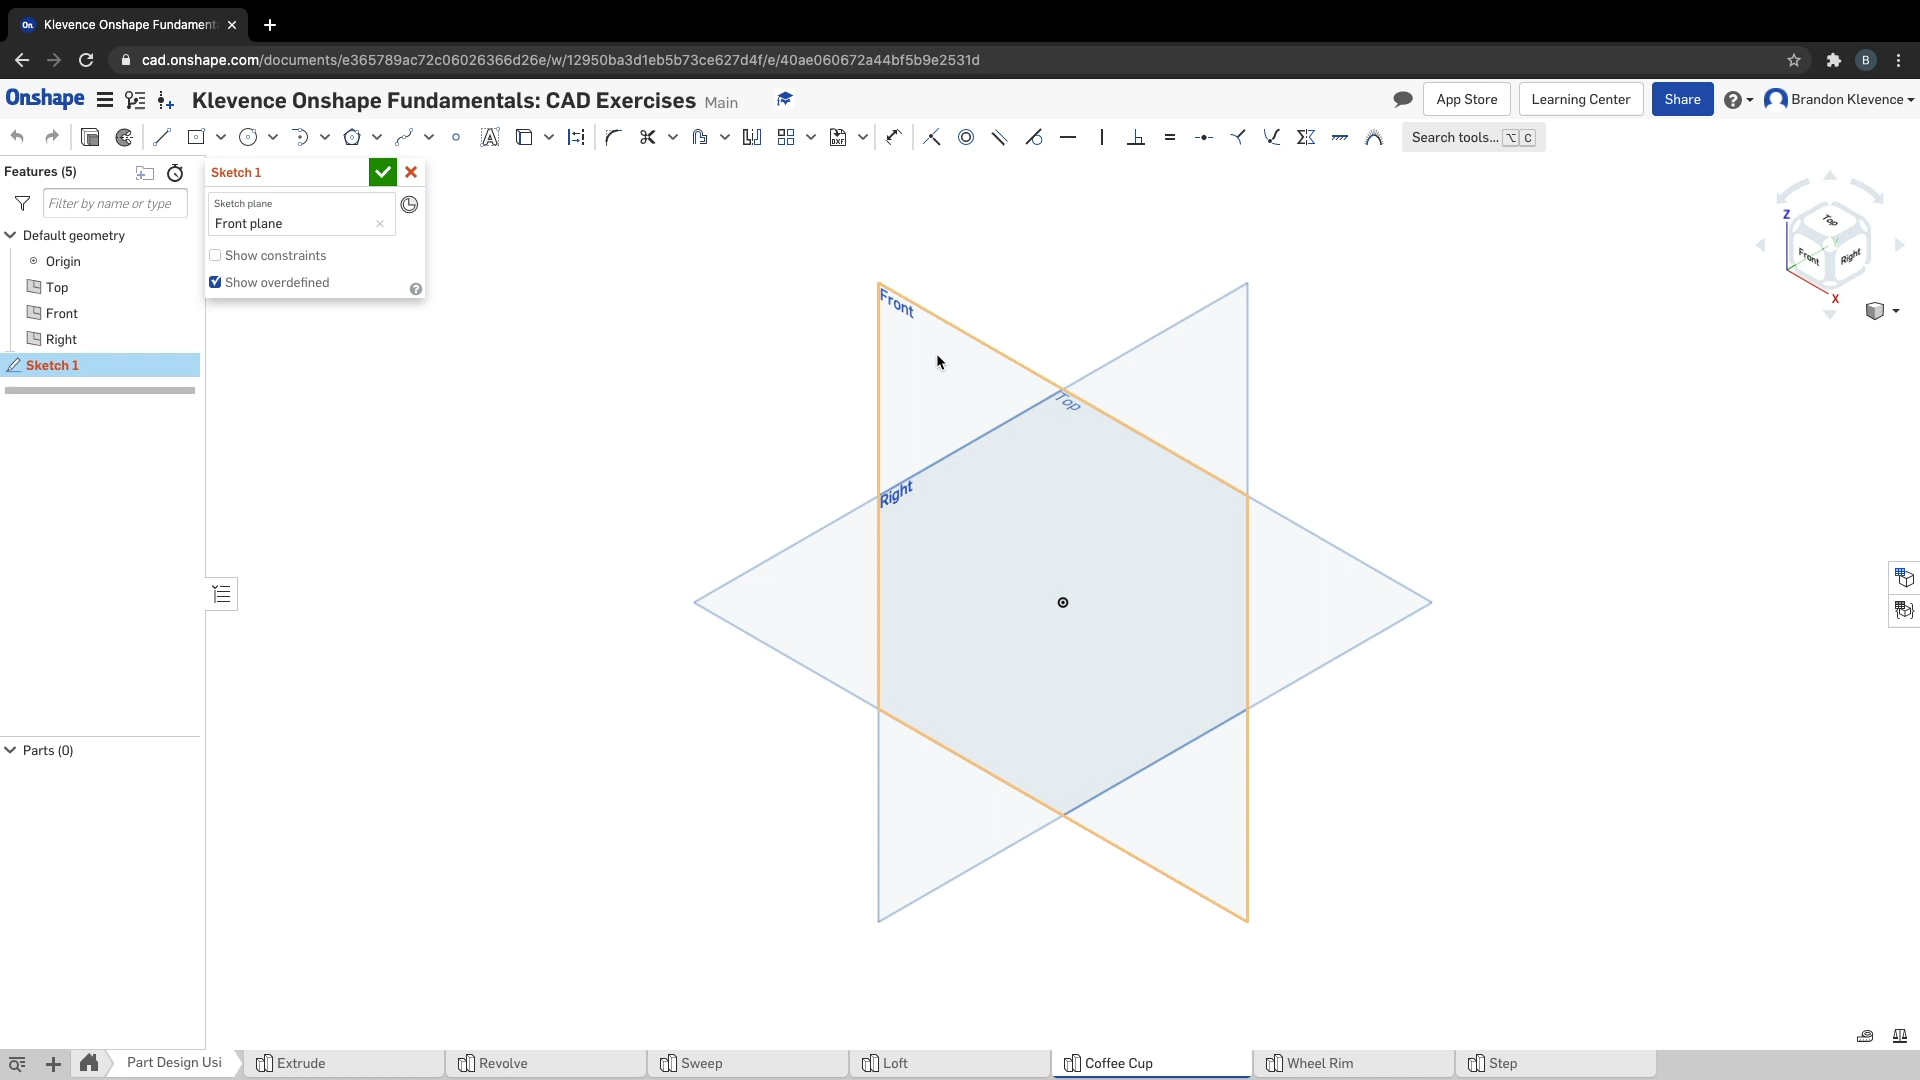 Klevence Onshape Fundament
cad.onshape.com/documents/e365789ac72c06026366d26e/w/12950ba3d1eb5b73ce627d4f/e/40ae060672a44bf5b9e2531d
B
Onshape
Klevence Onshape Fundamentals: CAD Exercises Main
App Store
Learning Center
Share
Brandon Klevence
Search tools... ⌥ C
Features (5)
Filter by name or type
Default geometry
Origin
Top
Front
Right
Sketch 1
Parts (0)
Sketch 1
Sketch plane
Front plane
Show constraints
Show overdefined
Front
Top
Right
Z
Top
Front
Right
Y
X
Part Design Usi
Extrude
Revolve
Sweep
Loft
Coffee Cup
Wheel Rim
Step